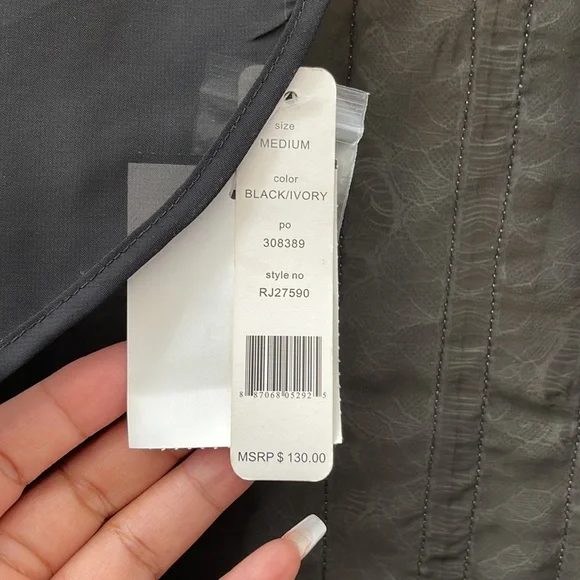 size
MEDIUM
color
BLACK/IVORY
po
308389
style no
RJ27590
8 87068 05292 5
MSRP $ 130.00